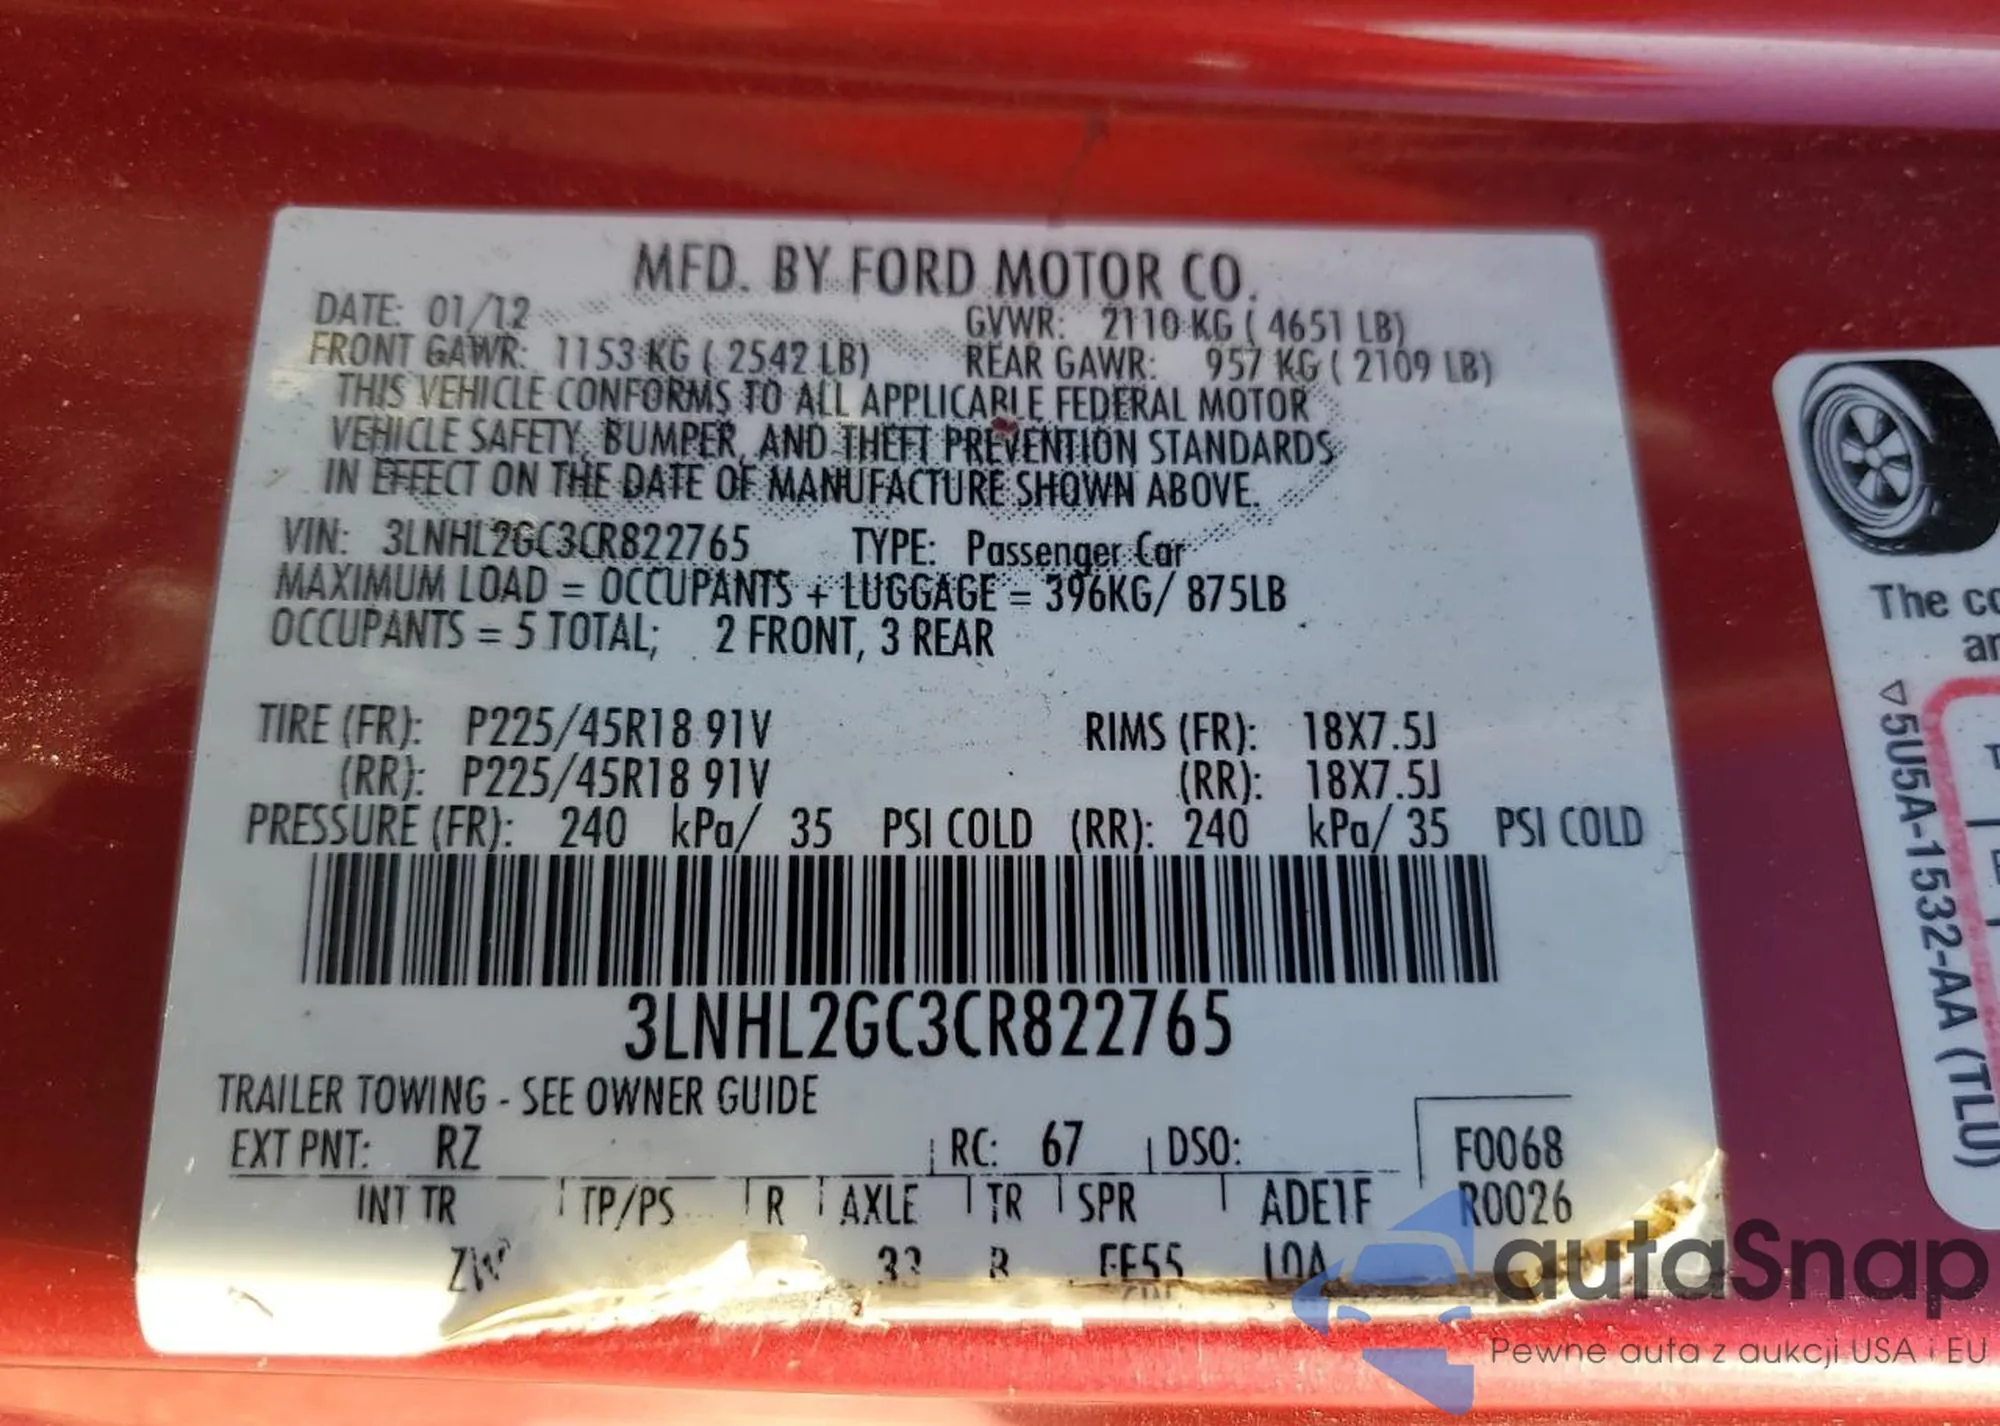 MFD. BY FORD MOTOR CO.
DATE: 01/12 GVWR: 2110 KG ( 4651 LB)
FRONT GAWR: 1153 KG ( 2542 LB) REAR GAWR: 957 KG ( 2109 LB)
THIS VEHICLE CONFORMS TO ALL APPLICABLE FEDERAL MOTOR
VEHICLE SAFETY, BUMPER, AND THEFT PREVENTION STANDARDS
IN EFFECT ON THE DATE OF MANUFACTURE SHOWN ABOVE.
VIN: 3LNHL2GC3CR822765 TYPE: Passenger Car
MAXIMUM LOAD = OCCUPANTS + LUGGAGE = 396KG/ 875LB
OCCUPANTS = 5 TOTAL; 2 FRONT, 3 REAR
TIRE (FR): P225/45R18 91V RIMS (FR): 18X7.5J
(RR): P225/45R18 91V (RR): 18X7.5J
PRESSURE (FR): 240 kPa/ 35 PSI COLD (RR): 240 kPa/ 35 PSI COLD
3LNHL2GC3CR822765
TRAILER TOWING - SEE OWNER GUIDE
EXT PNT: RZ RC: 67 DSO: F0068
INT TR TP/PS R AXLE TR SPR ADE1F R0026
33 EE55
The
5U5A-1532-AA (TLU)
autaSnap
Pewne auta z aukcji USA i EU